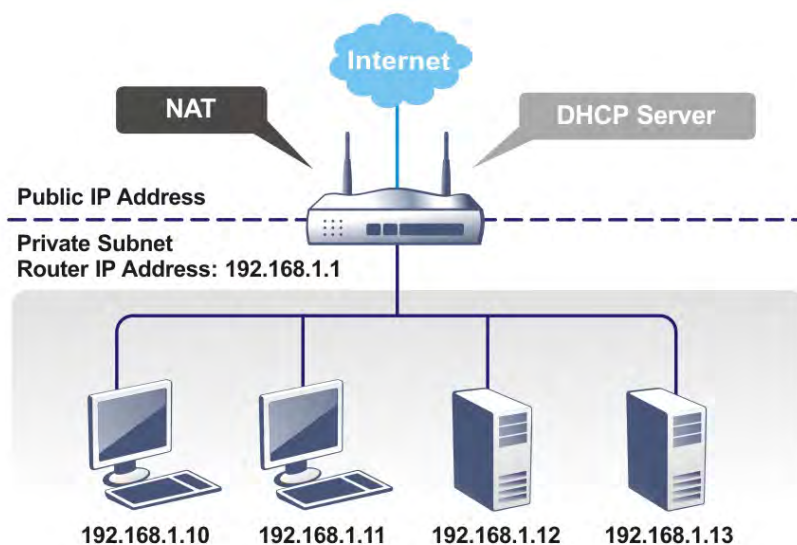 Internet
NAT
DHCP Server
Public IP Address
Private Subnet
Router IP Address: 192.168.1.1
192.168.1.10
192.168.1.11
192.168.1.12
192.168.1.13